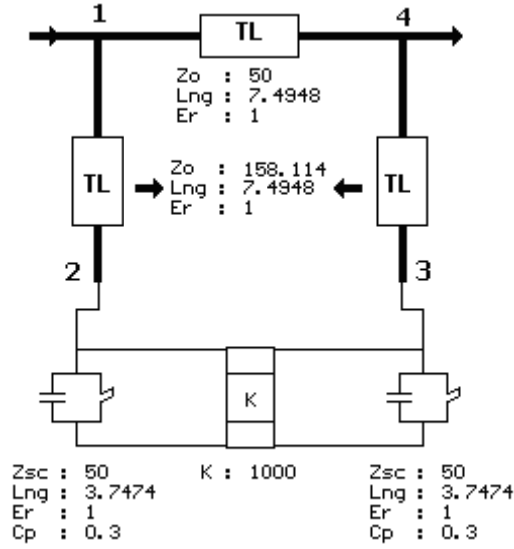 1
4
TL
Zo : 50
Lng : 7.4948
Er : 1
TL
Zo : 158.114
Lng : 7.4948
Er : 1
TL
2
3
K
Zsc : 50
Lng : 3.7474
Er : 1
Cp : 0.3
K : 1000
Zsc : 50
Lng : 3.7474
Er : 1
Cp : 0.3